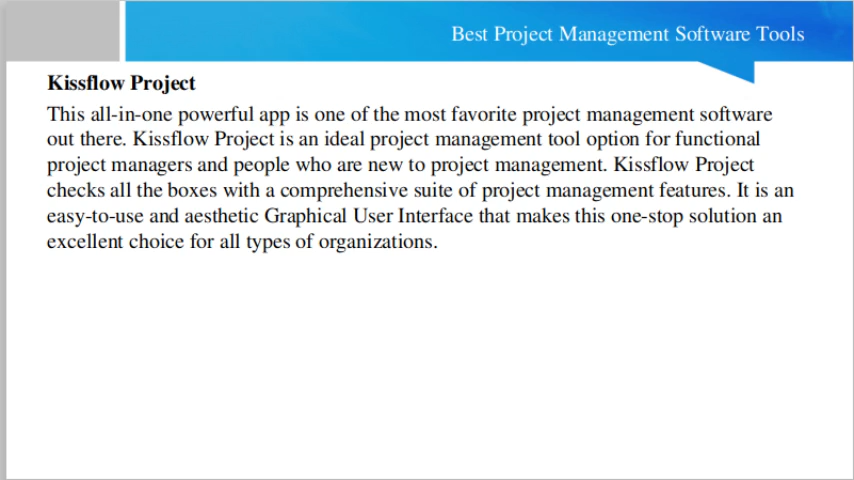 Best Project Management Software Tools
Kissflow Project
This all-in-one powerful app is one of the most favorite project management software
out there. Kissflow Project is an ideal project management tool option for functional
project managers and people who are new to project management. Kissflow Project
checks all the boxes with a comprehensive suite of project management features. It is an
easy-to-use and aesthetic Graphical User Interface that makes this one-stop solution an
excellent choice for all types of organizations.